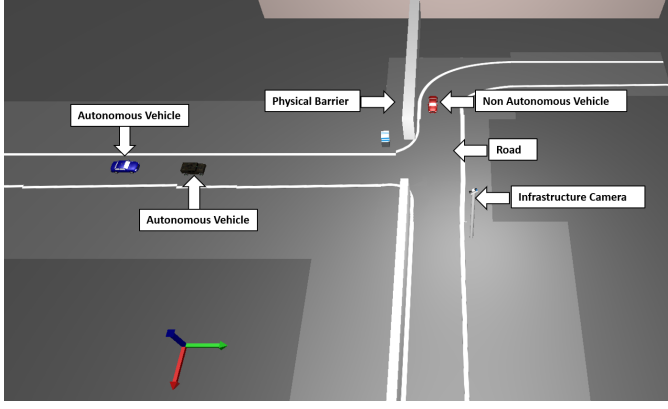 Physical Barrier
Non Autonomous Vehicle
Autonomous Vehicle
Road
Infrastructure Camera
Autonomous Vehicle